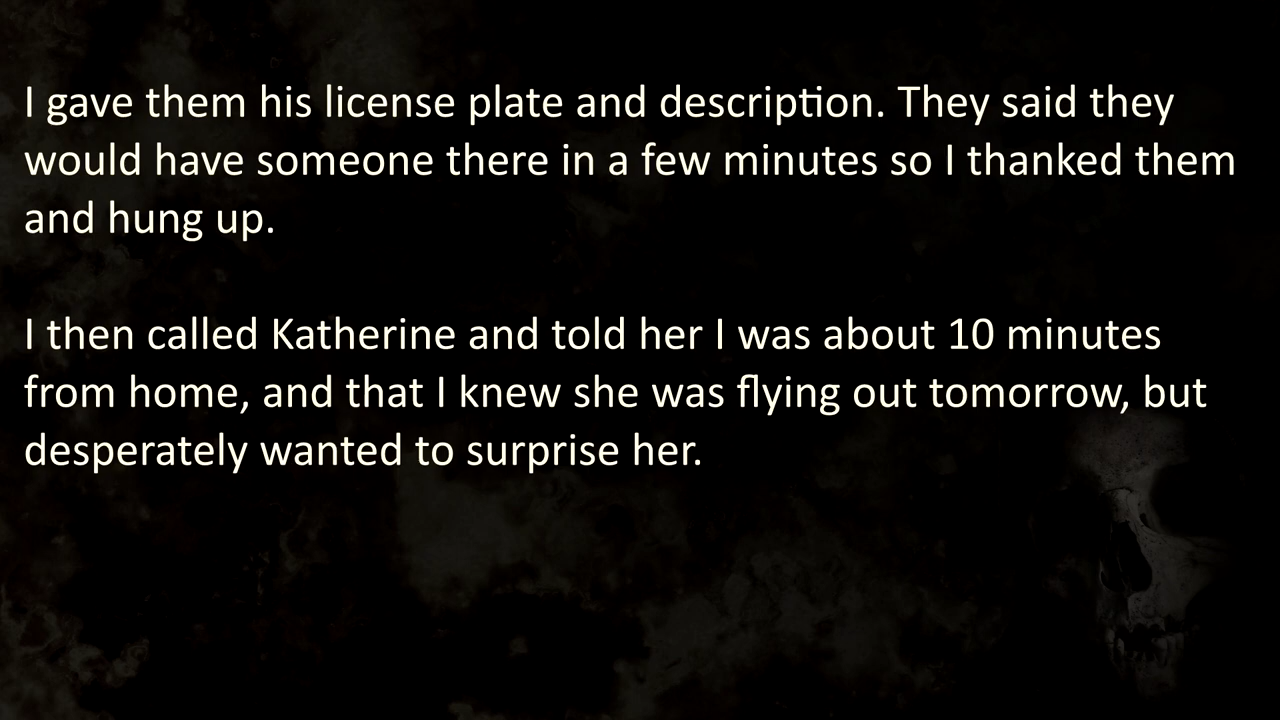 I gave them his license plate and description. They said they
would have someone there in a few minutes so I thanked them
and hung up.
I then called Katherine and told her I was about 10 minutes
from home, and that I knew she was flying out tomorrow, but
desperately wanted to surprise her.